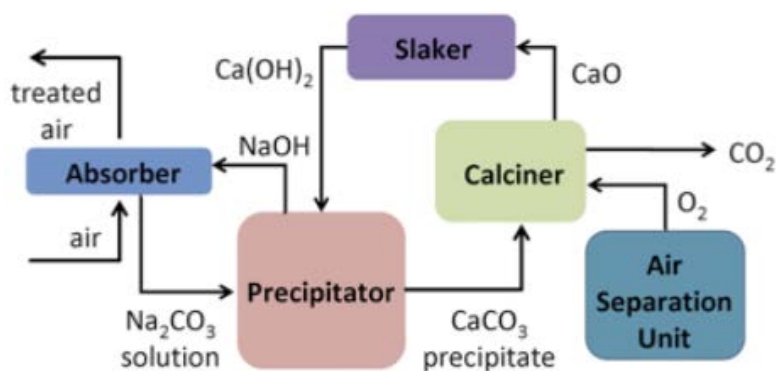 Slaker
Ca(OH)₂
CaO
treated
air
NaOH
Absorber
Calciner
CO₂
O₂
air
Precipitator
Air
Separation
Unit
Na₂CO₃
solution
CaCO₃
precipitate